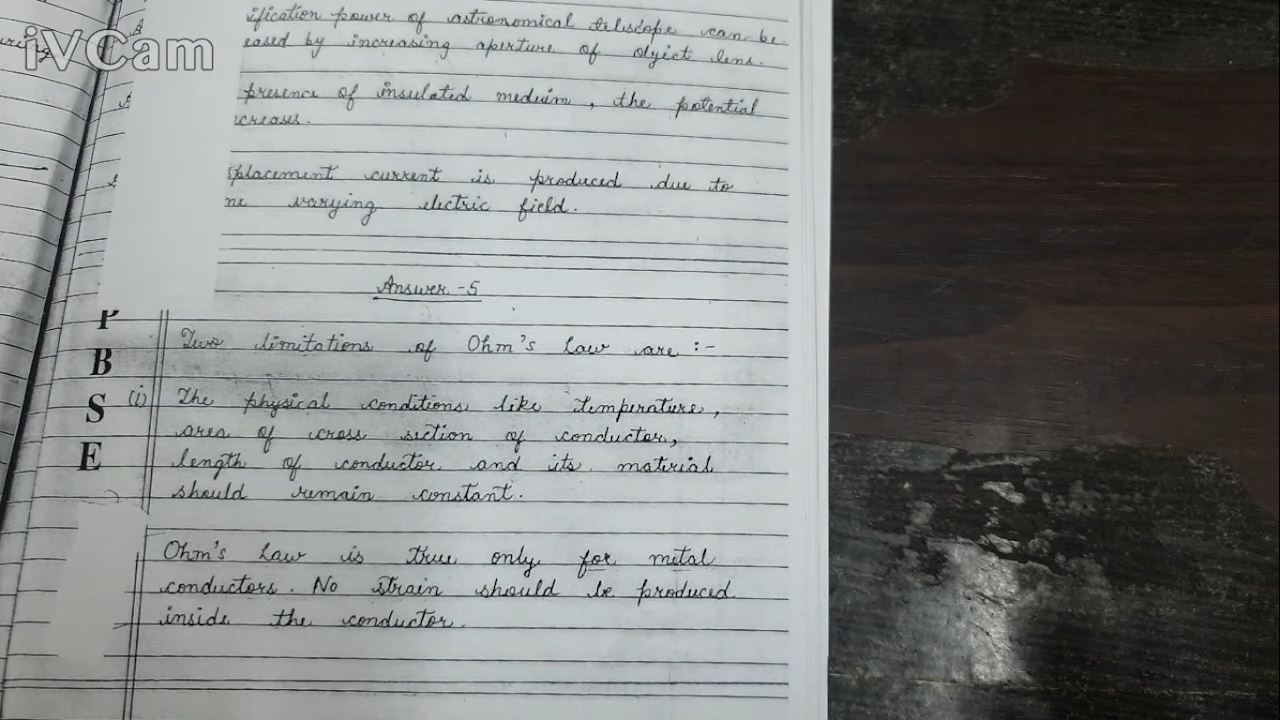 iVCam
ification power of astronomical teliscope can be
eased by increasing aperture of object lens.
presence of insulated meduim, the potential
creases.
splacement current is produced due to
me varying electric field.
Answer-5
Two limitations of Ohm's Law are :-
P
B
S
E
(i) The physical conditions like temperature,
area of cross section of conductor,
length of conductor and its material
should remain constant.
Ohm's Law is true only for metal
conductors. No strain should be produced
inside the conductor.